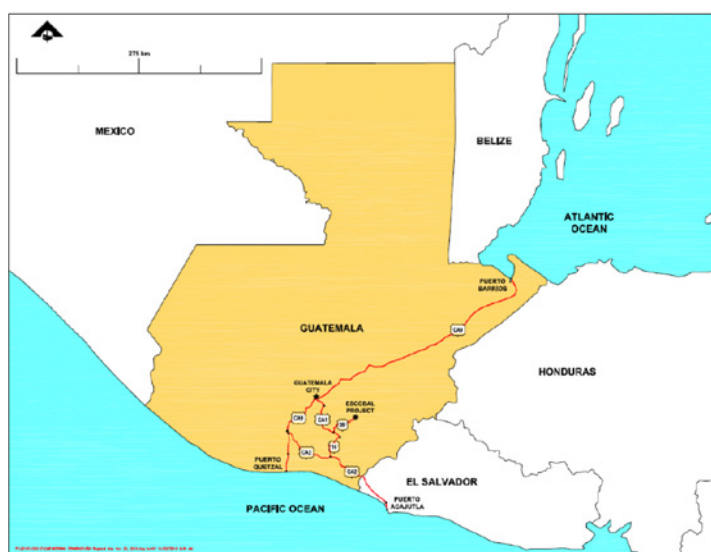 275 km
MEXICO
BELIZE
ATLANTIC
OCEAN
PUERTO
BARRIOS
GUATEMALA
CA9
HONDURAS
GUATEMALA
CITY
ESCOBAL
PROJECT
CA9
CA1
20
CA2
CA2
PUERTO
QUETZAL
EL SALVADOR
PUERTO
ACAJUTLA
PACIFIC OCEAN